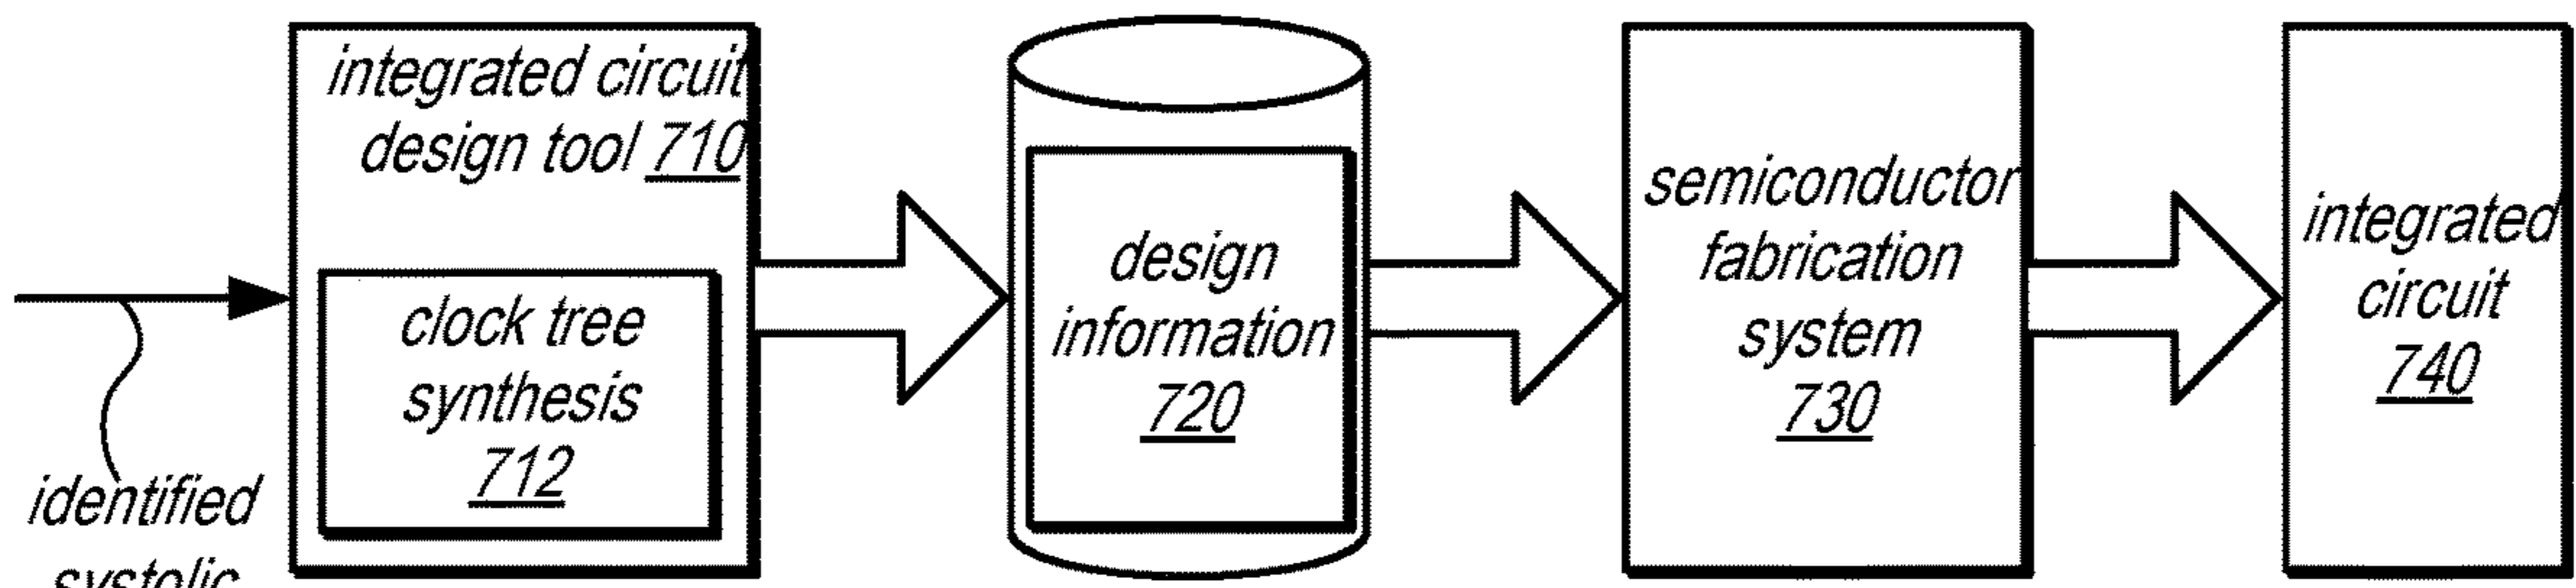 integrated circuit
design tool 710
clock tree
synthesis
712
identified
systolic
design
information
720
semiconductor
fabrication
system
730
integrated
circuit
740